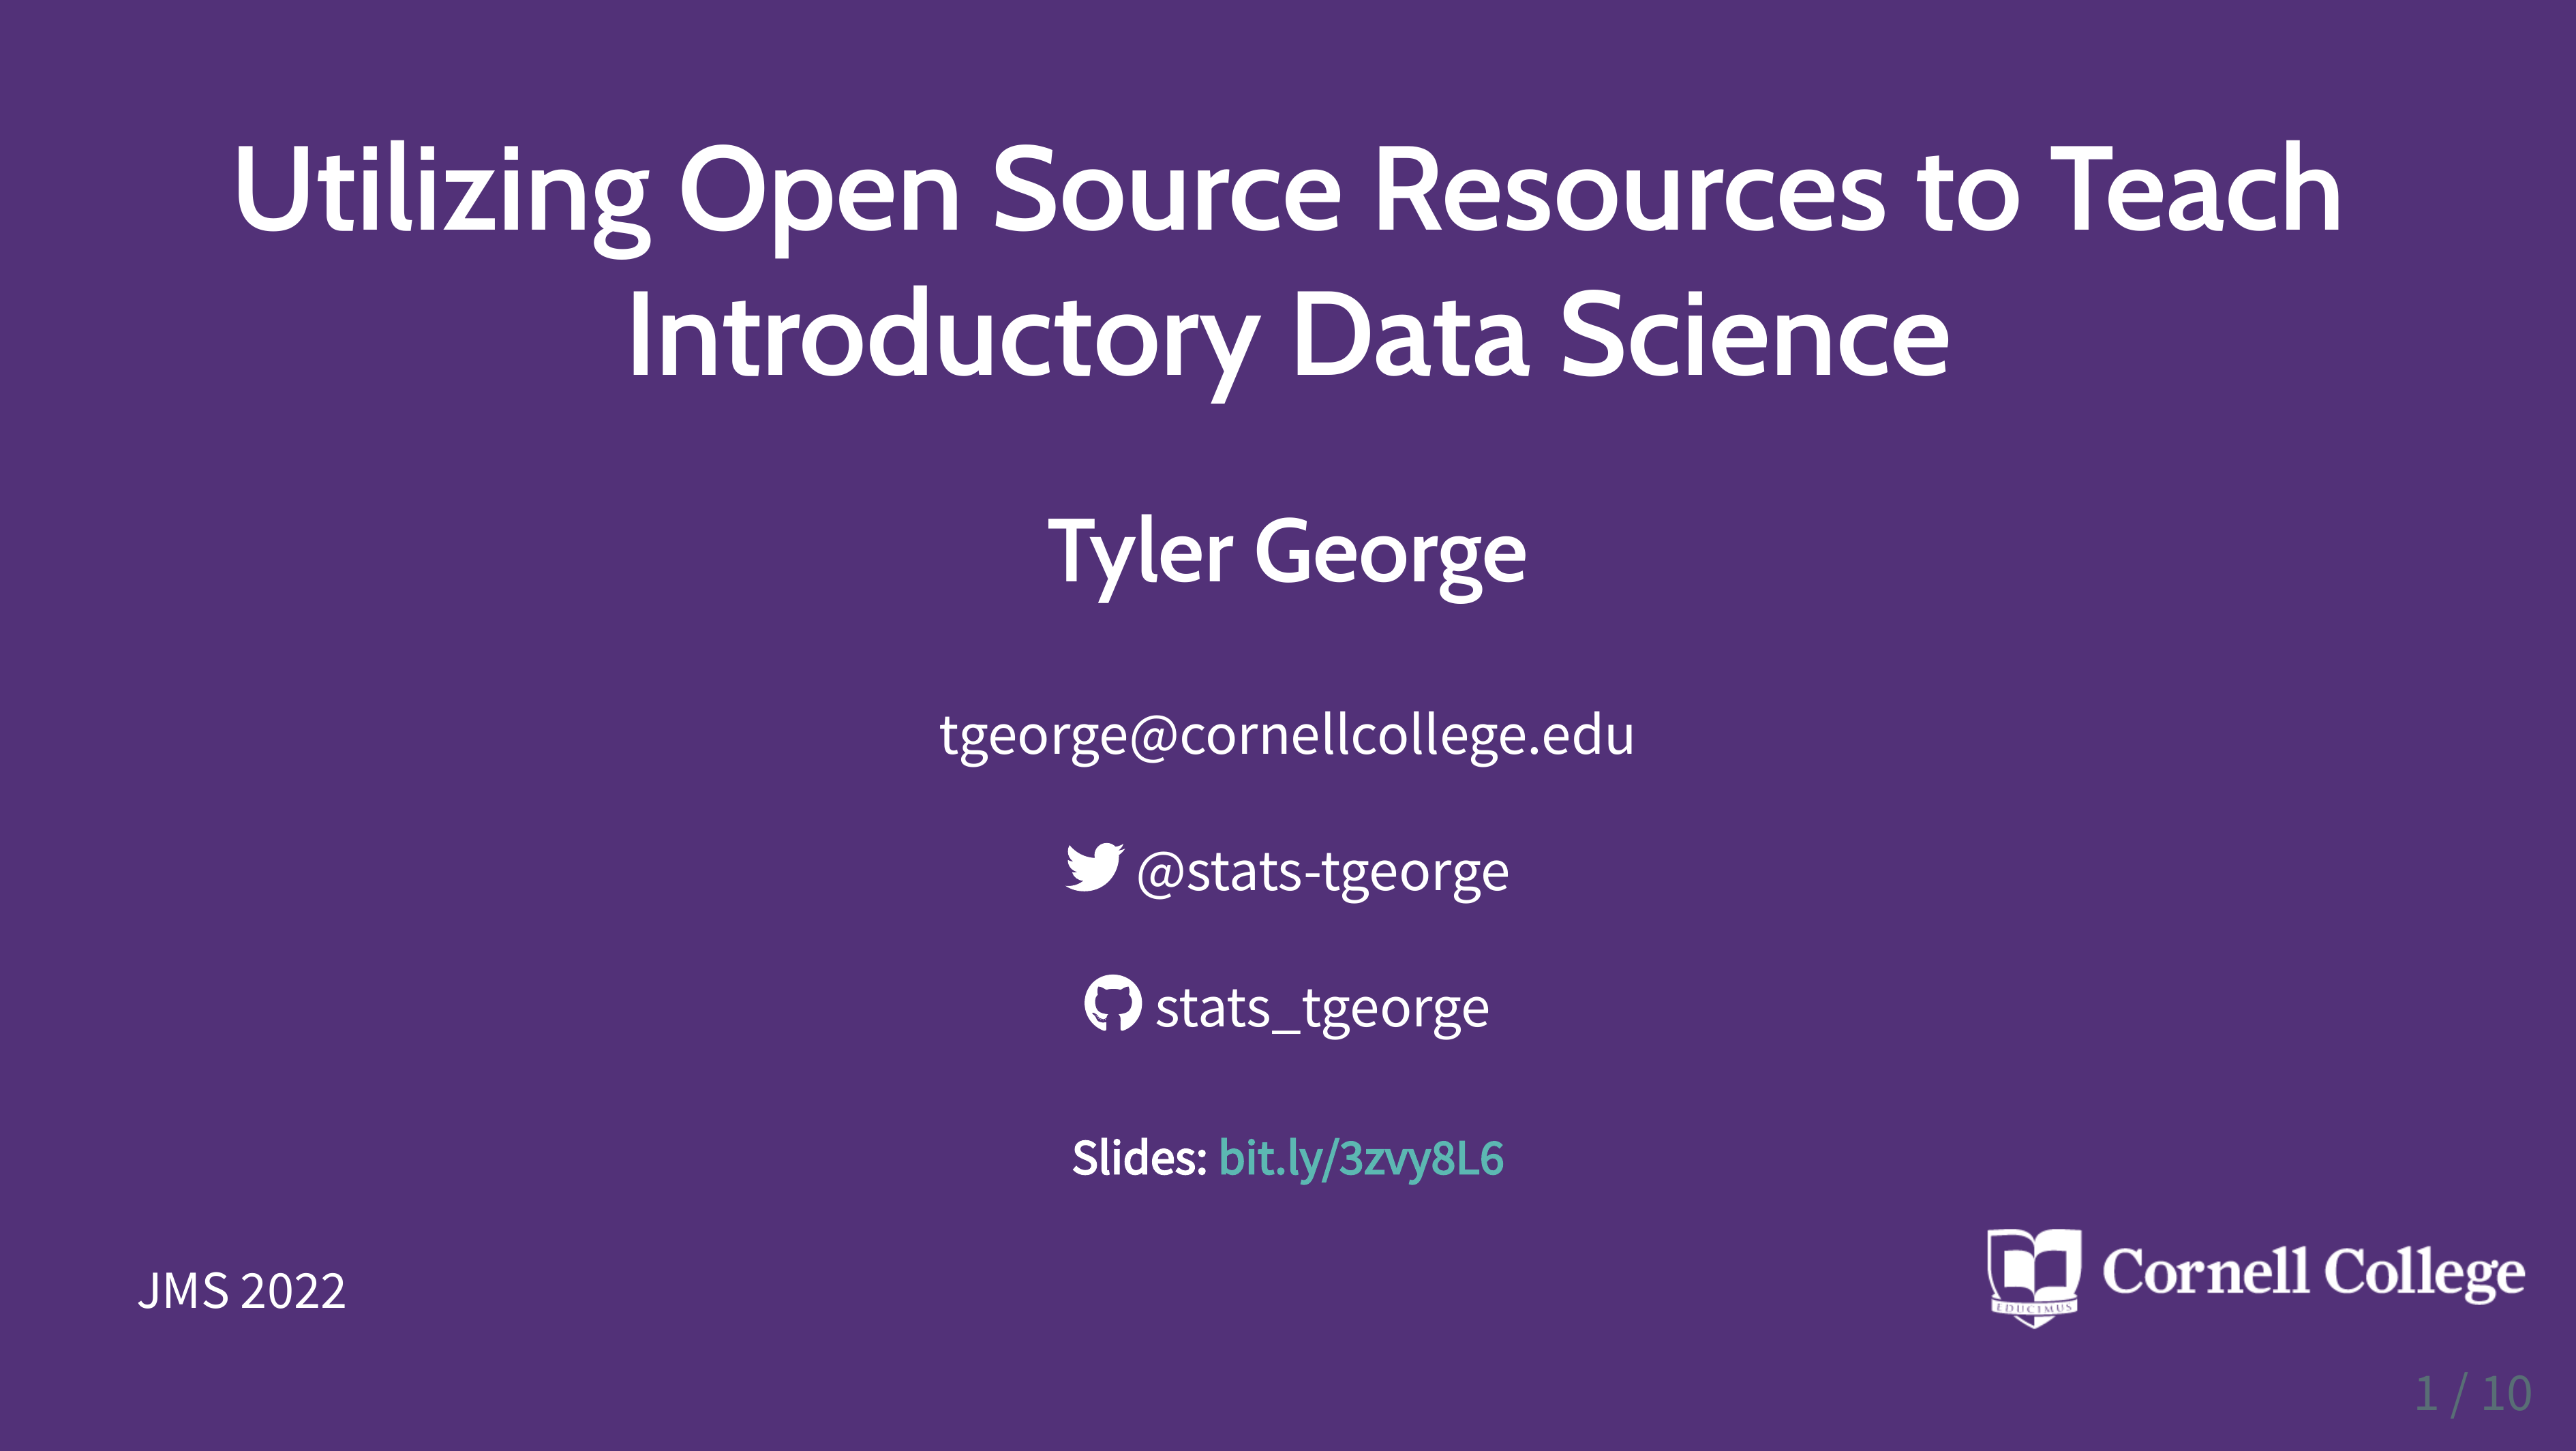 Utilizing Open Source Resources to Teach
Introductory Data Science
Tyler George
tgeorge@cornellcollege.edu
@stats-tgeorge
stats_tgeorge
Slides: bit.ly/3zvy8L6
JMS 2022
Cornell College
EDUCIMUS
1 / 10